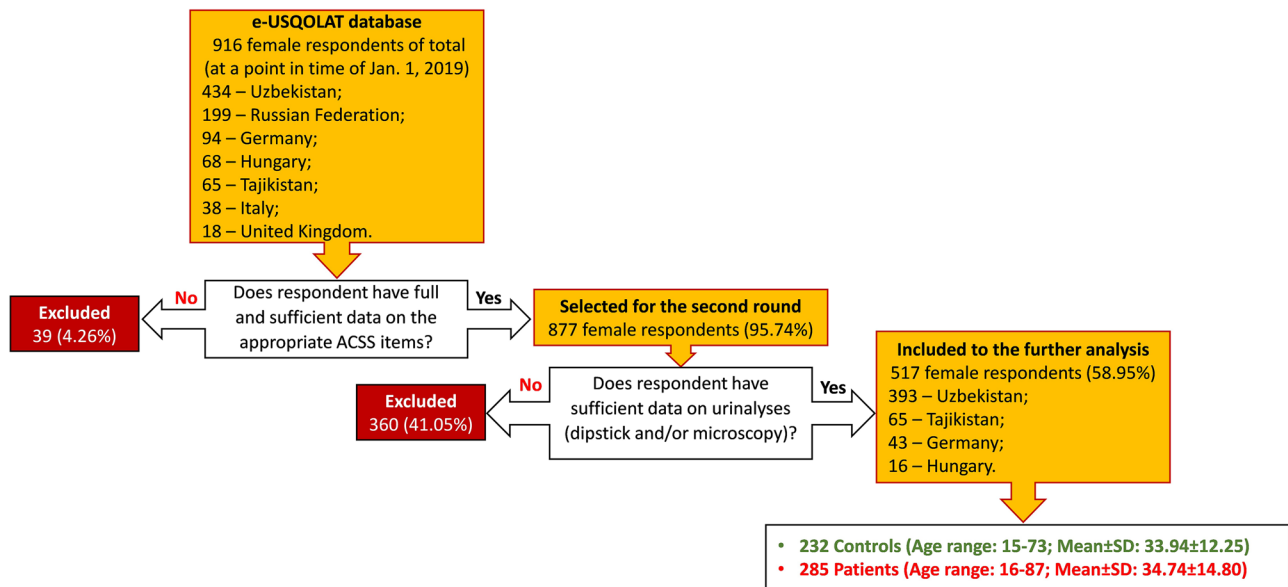 e-USQOLAT database
916 female respondents of total
(at a point in time of Jan. 1, 2019)
434 – Uzbekistan;
199 – Russian Federation;
94 – Germany;
68 – Hungary;
65 – Tajikistan;
38 – Italy;
18 – United Kingdom.
Excluded
39 (4.26%)
No
Does respondent have full
and sufficient data on the
appropriate ACSS items?
Yes
Selected for the second round
877 female respondents (95.74%)
Excluded
360 (41.05%)
No
Does respondent have
sufficient data on urinalyses
(dipstick and/or microscopy)?
Yes
Included to the further analysis
517 female respondents (58.95%)
393 – Uzbekistan;
65 – Tajikistan;
43 – Germany;
16 – Hungary.
• 232 Controls (Age range: 15-73; Mean±SD: 33.94±12.25)
• 285 Patients (Age range: 16-87; Mean±SD: 34.74±14.80)